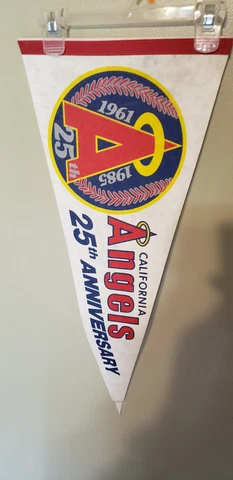 1961
A
25th
1985
CALIFORNIA
Angels
25th ANNIVERSARY